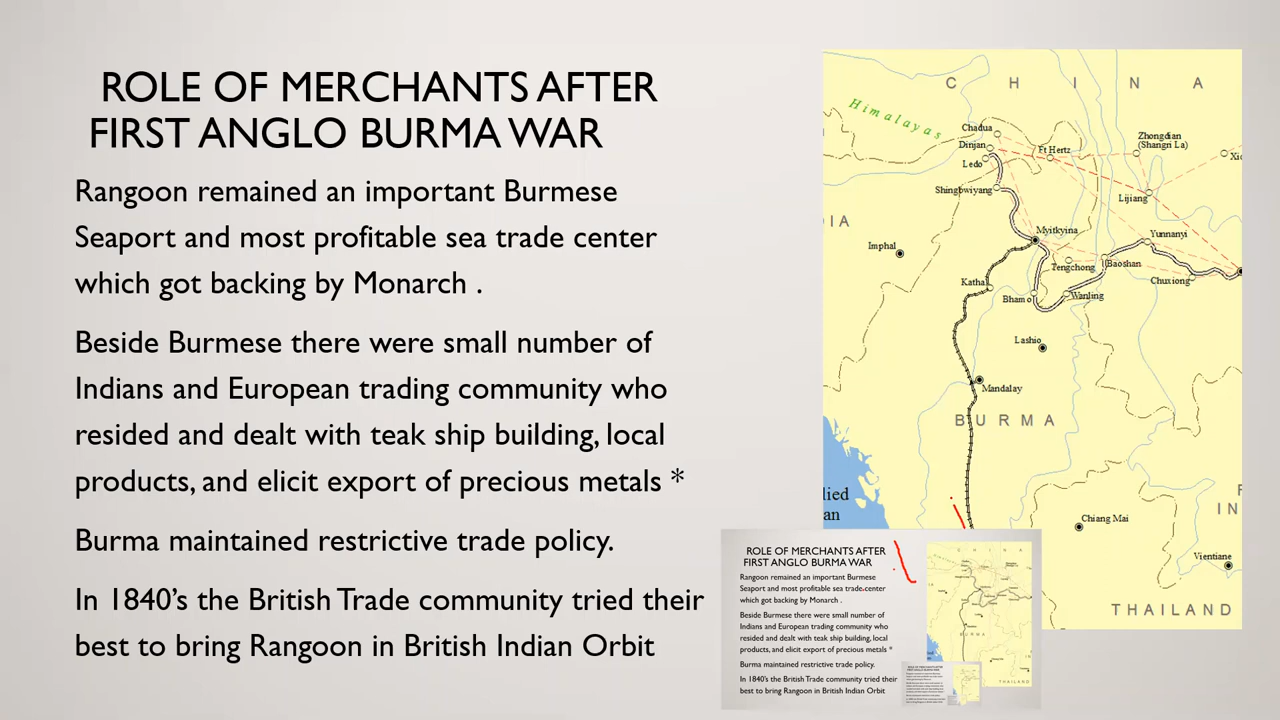 ROLE OF MERCHANTS AFTER
FIRST ANGLO BURMA WAR
Rangoon remained an important Burmese
Seaport and most profitable sea trade center
which got backing by Monarch .
Beside Burmese there were small number of
Indians and European trading community who
resided and dealt with teak ship building, local
products, and elicit export of precious metals *
Burma maintained restrictive trade policy.
In 1840’s the British Trade community tried their
best to bring Rangoon in British Indian Orbit
C H I N A
Himalayas
Chadua
Dinjan
Ledo
Ft Hertz
Zhongdian
(Shangri La)
Shingbwiyang
Lijiang
IA
Imphal
Myitkyina
Yunnanyi
Tengchong
Baoshan
Katha
Bhamo
Wanling
Chuxiong
Lashio
Mandalay
BURMA
lied
an
IN
Chiang Mai
Vientiane
THAILAND
ROLE OF MERCHANTS AFTER
FIRST ANGLO BURMA WAR
Rangoon remained an important Burmese
Seaport and most profitable sea trade center
which got backing by Monarch .
Beside Burmese there were small number of
Indians and European trading community who
resided and dealt with teak ship building, local
products, and elicit export of precious metals *
Burma maintained restrictive trade policy.
In 1840’s the British Trade community tried their
best to bring Rangoon in British Indian Orbit
BURMA
THAILAND